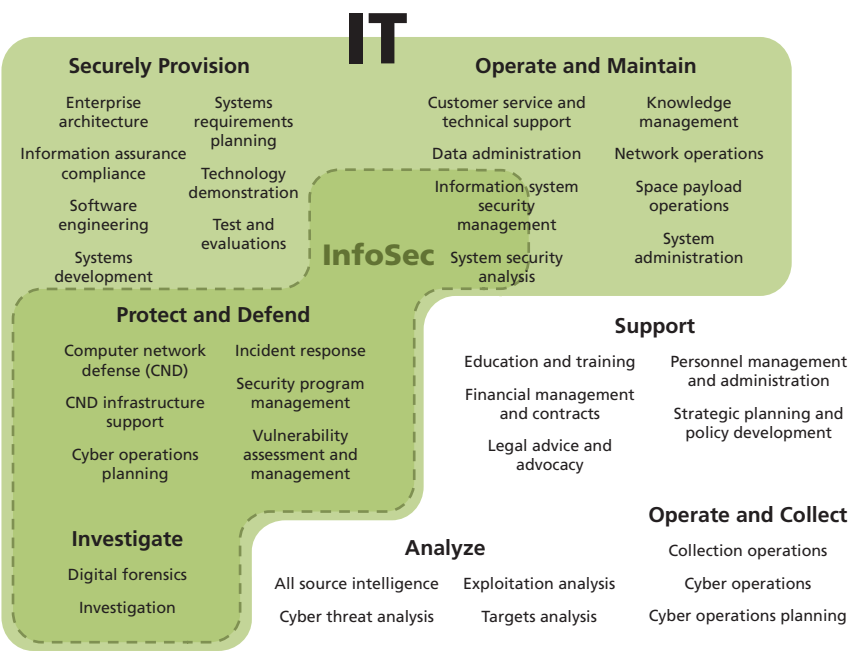 IT
Securely Provision
Enterprise
architecture
Information assurance
compliance
Software
engineering
Systems
development
Systems
requirements
planning
Technology
demonstration
Test and
evaluations
Operate and Maintain
Customer service and
technical support
Data administration
Information system
security
management
System security
analysis
Knowledge
management
Network operations
Space payload
operations
System
administration
InfoSec
Protect and Defend
Computer network
defense (CND)
CND infrastructure
support
Cyber operations
planning
Incident response
Security program
management
Vulnerability
assessment and
management
Support
Education and training
Financial management
and contracts
Legal advice and
advocacy
Personnel management
and administration
Strategic planning and
policy development
Investigate
Digital forensics
Investigation
Analyze
All source intelligence
Cyber threat analysis
Exploitation analysis
Targets analysis
Operate and Collect
Collection operations
Cyber operations
Cyber operations planning